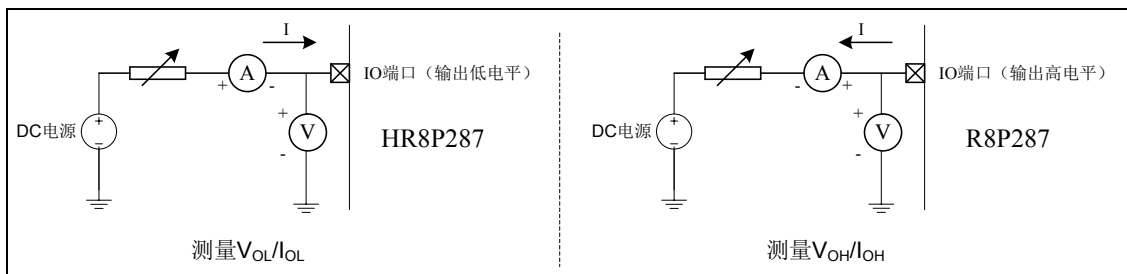 I
A
+ -
IO端口（输出低电平）
DC电源
+
-
+
V
-
HR8P287
测量VOL/IOL
I
A
- +
IO端口（输出高电平）
DC电源
+
-
+
V
-
R8P287
测量VOH/IOH